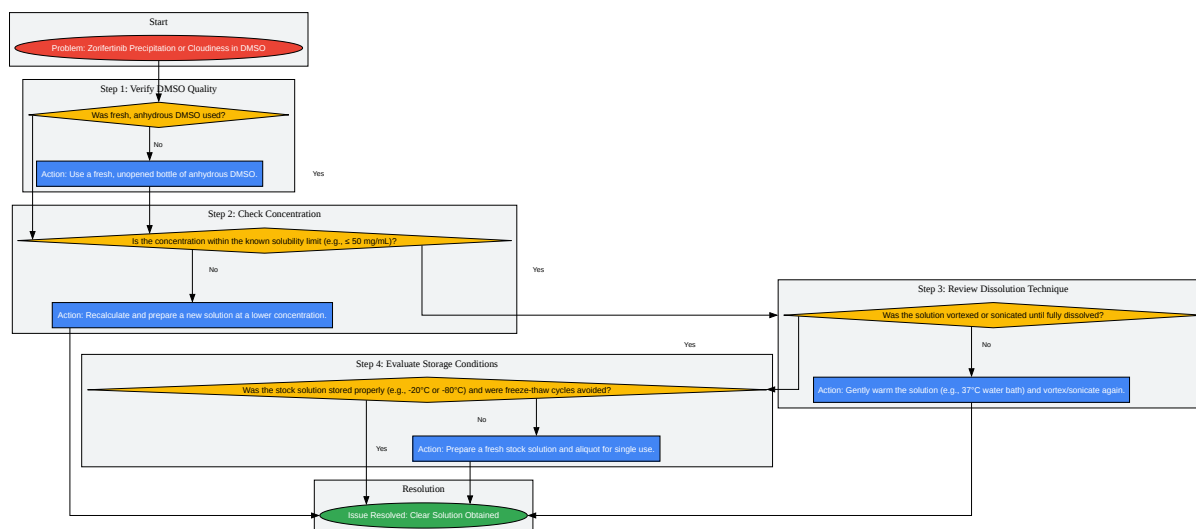 Start
Problem: Zorifertinib Precipitation or Cloudiness in DMSO
Step 1: Verify DMSO Quality
Was fresh, anhydrous DMSO used?
No
Action: Use a fresh, unopened bottle of anhydrous DMSO.
Yes
Step 2: Check Concentration
Is the concentration within the known solubility limit (e.g., ≤ 50 mg/mL)?
No
Yes
Action: Recalculate and prepare a new solution at a lower concentration.
Step 3: Review Dissolution Technique
Was the solution vortexed or sonicated until fully dissolved?
No
Yes
Action: Gently warm the solution (e.g., 37°C water bath) and vortex/sonicate again.
Step 4: Evaluate Storage Conditions
Was the stock solution stored properly (e.g., -20°C or -80°C) and were freeze-thaw cycles avoided?
No
Yes
Action: Prepare a fresh stock solution and aliquot for single use.
Resolution
Issue Resolved: Clear Solution Obtained